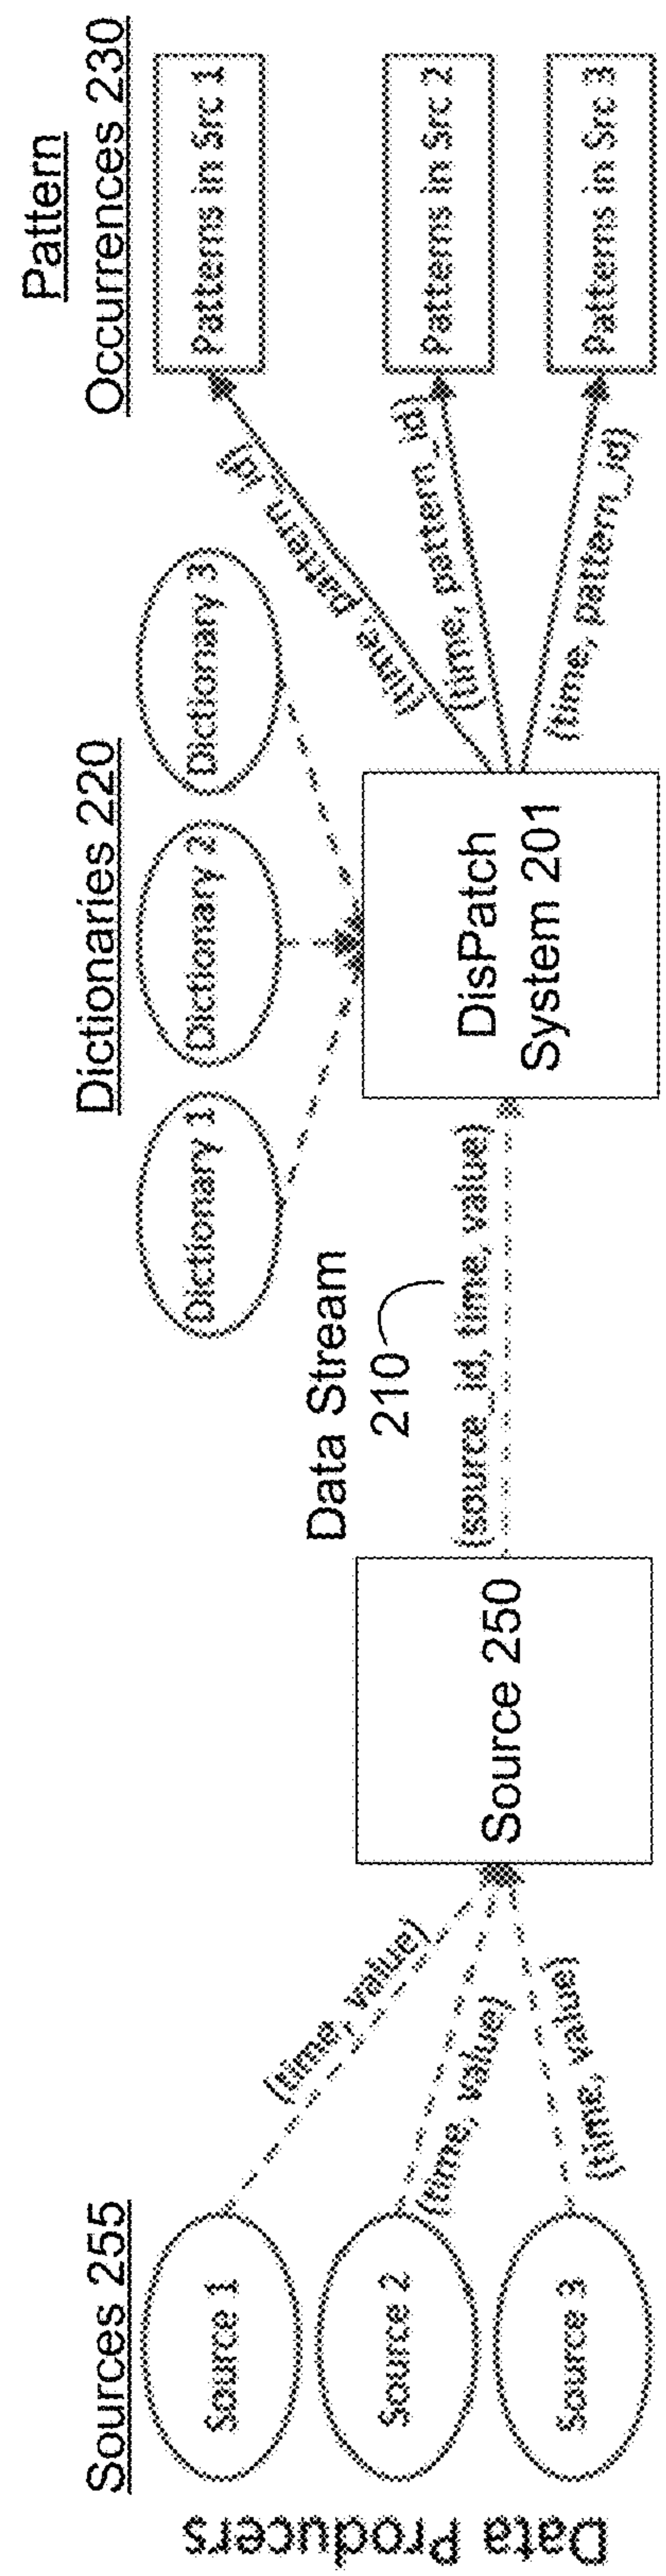 Data Producers
Sources 255
Source 1
Source 2
Source 3
(time, value)
(time, value)
(time, value)
Source 250
Data Stream
210
(source_id, time, value)
Dictionaries 220
Dictionary 1
Dictionary 2
Dictionary 3
DisPatch
System 201
(time, pattern_id)
(time, pattern_id)
(time, pattern_id)
Pattern
Occurrences 230
Patterns in Src 1
Patterns in Src 2
Patterns in Src 3